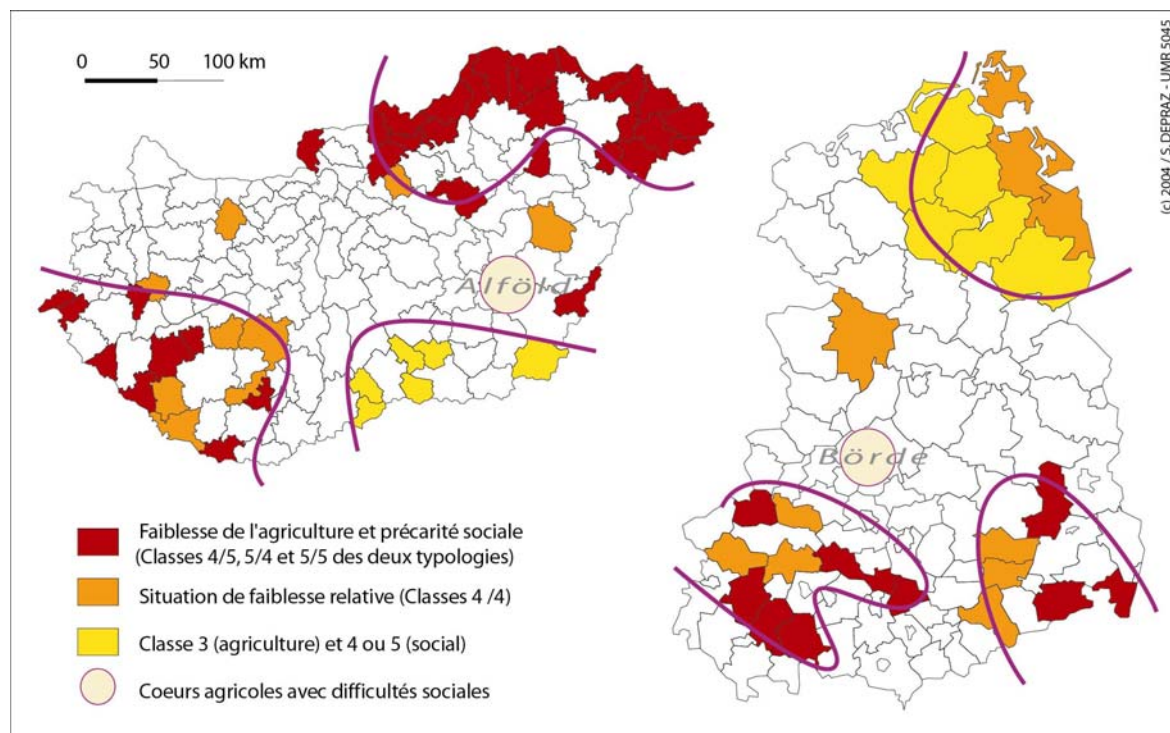 0 50 100 km
(c) 2004 / S.DEPRAZ - UMR 5045
Alföld
Börde
Faiblesse de l'agriculture et précarité sociale
(Classes 4/5, 5/4 et 5/5 des deux typologies)
Situation de faiblesse relative (Classes 4 /4)
Classe 3 (agriculture) et 4 ou 5 (social)
Coeurs agricoles avec difficultés sociales